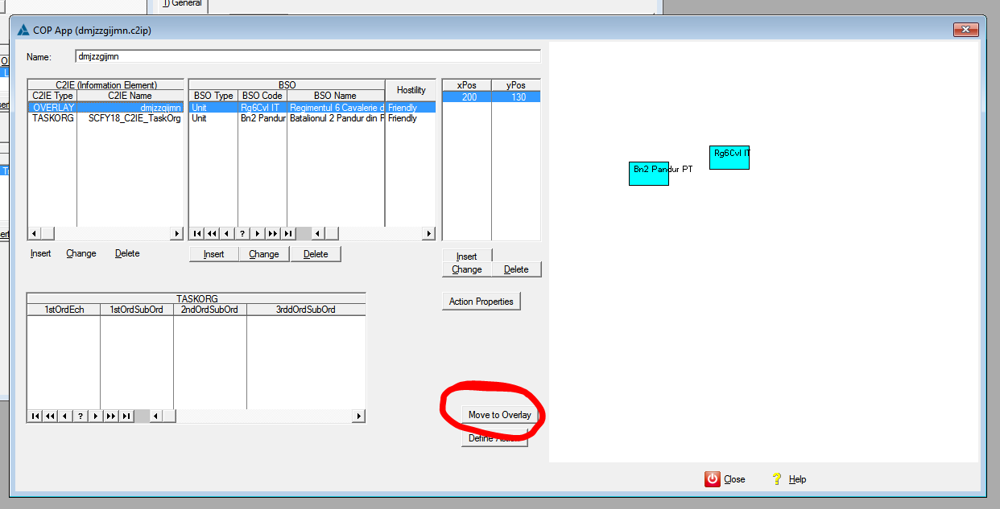 1) General
COP App (dmjzzgijmn.c2ip)
Name: dmjzzgijmn
C2IE (Information Element) BSO Hostility xPos yPos
C2IE Type C2IE Name BSO Type BSO Code BSO Name
200 130
OVERLAY dmjzzgijmn Unit Rg6Cvl IT Regimentul 6 Cavalerie d Friendly
TASKORG SCFY18_C2IE_TaskOrg Unit Bn2 Pandur Batalionul 2 Pandur din F Friendly
Rg6Cvl IT
Bn2 Pandur PT
?
Insert Change Delete Insert Change Delete Insert
Change Delete
TASKORG Action Properties
1stOrdEch 1stOrdSubOrd 2ndOrdSubOrd 3rddOrdSubOrd
? Move to Overlay
Define
Close ? Help